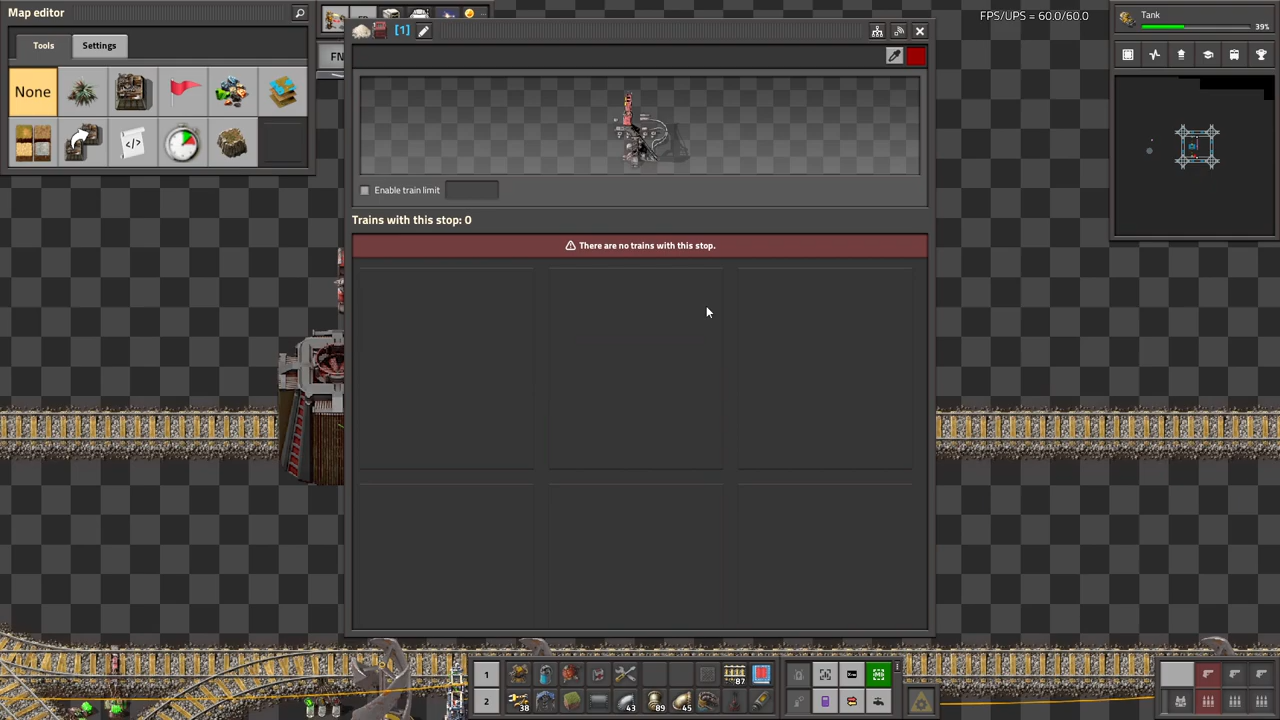 Map editor
Tools
Settings
None
</>
FN
[1]
Enable train limit
Trains with this stop: 0
There are no trains with this stop.
FPS/UPS = 60.0/60.0
Tank
39%
1
87
2
38
43
89
45